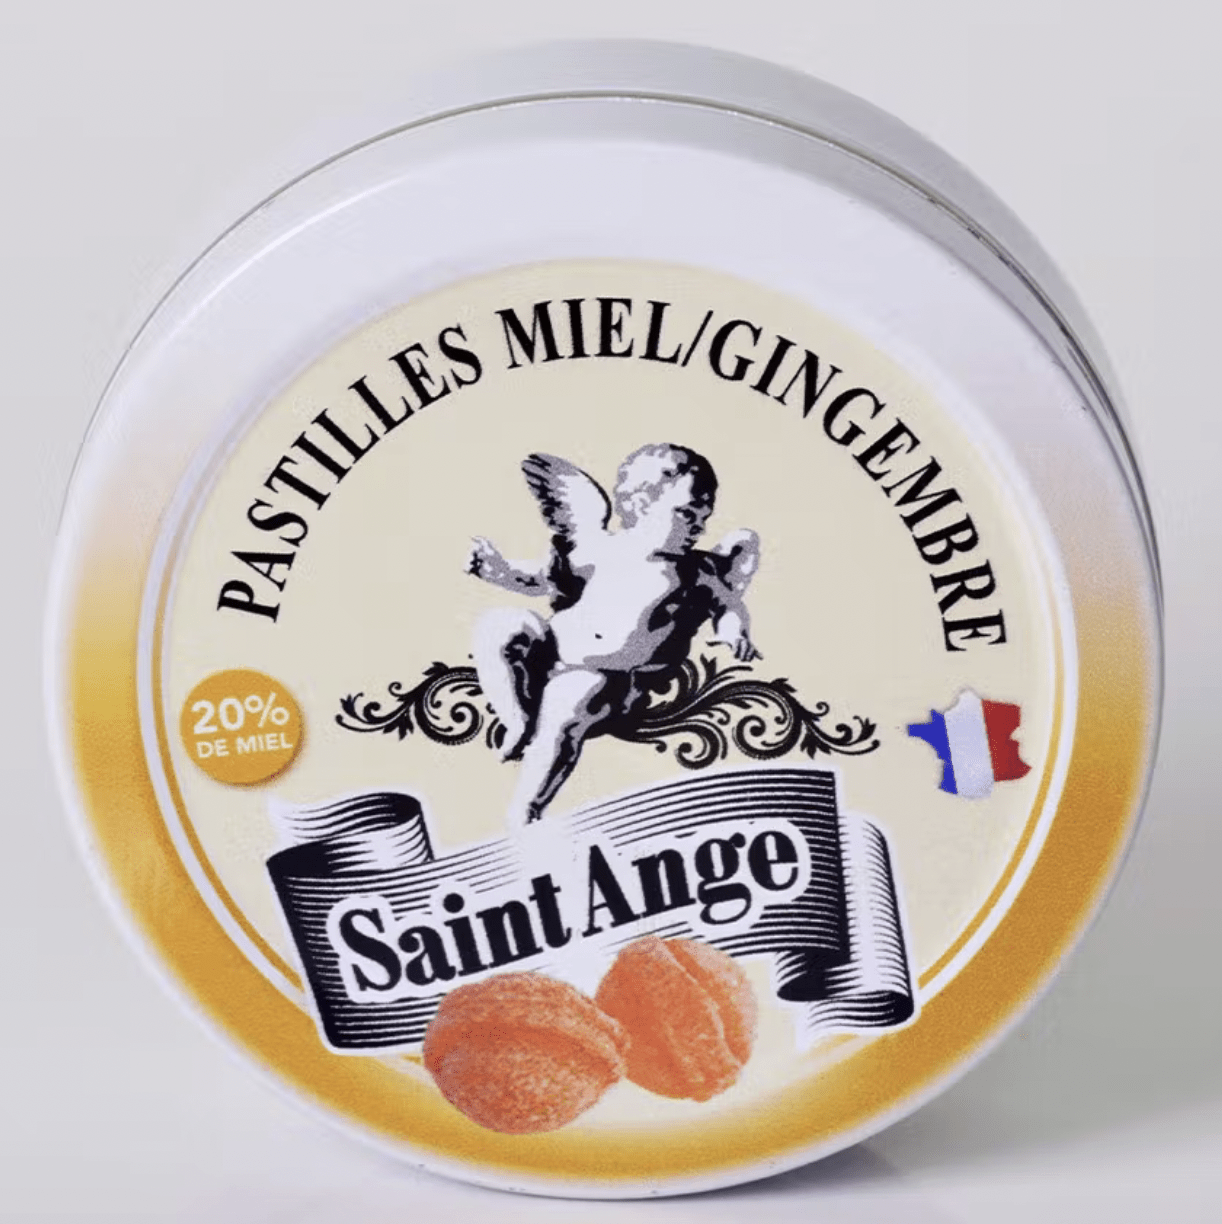 PASTILLES MIEL/GINGEMBRE
20%
DE MIEL
Saint Ange